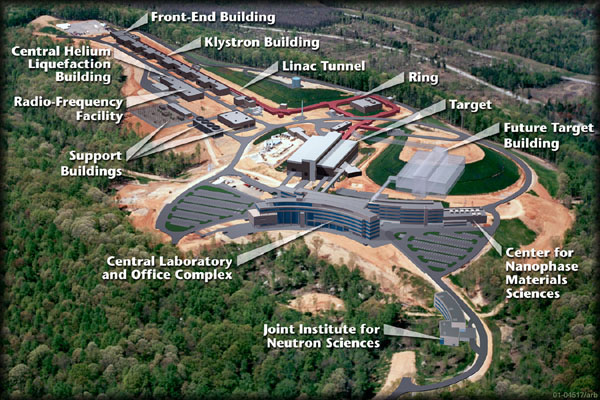 Front-End Building
Klystron Building
Central Helium
Liquefaction
Building
Linac Tunnel
Ring
Radio-Frequency
Facility
Target
Future Target
Building
Support
Buildings
Central Laboratory
and Office Complex
Center for
Nanophase
Materials
Sciences
Joint Institute for
Neutron Sciences
01-04617/arb